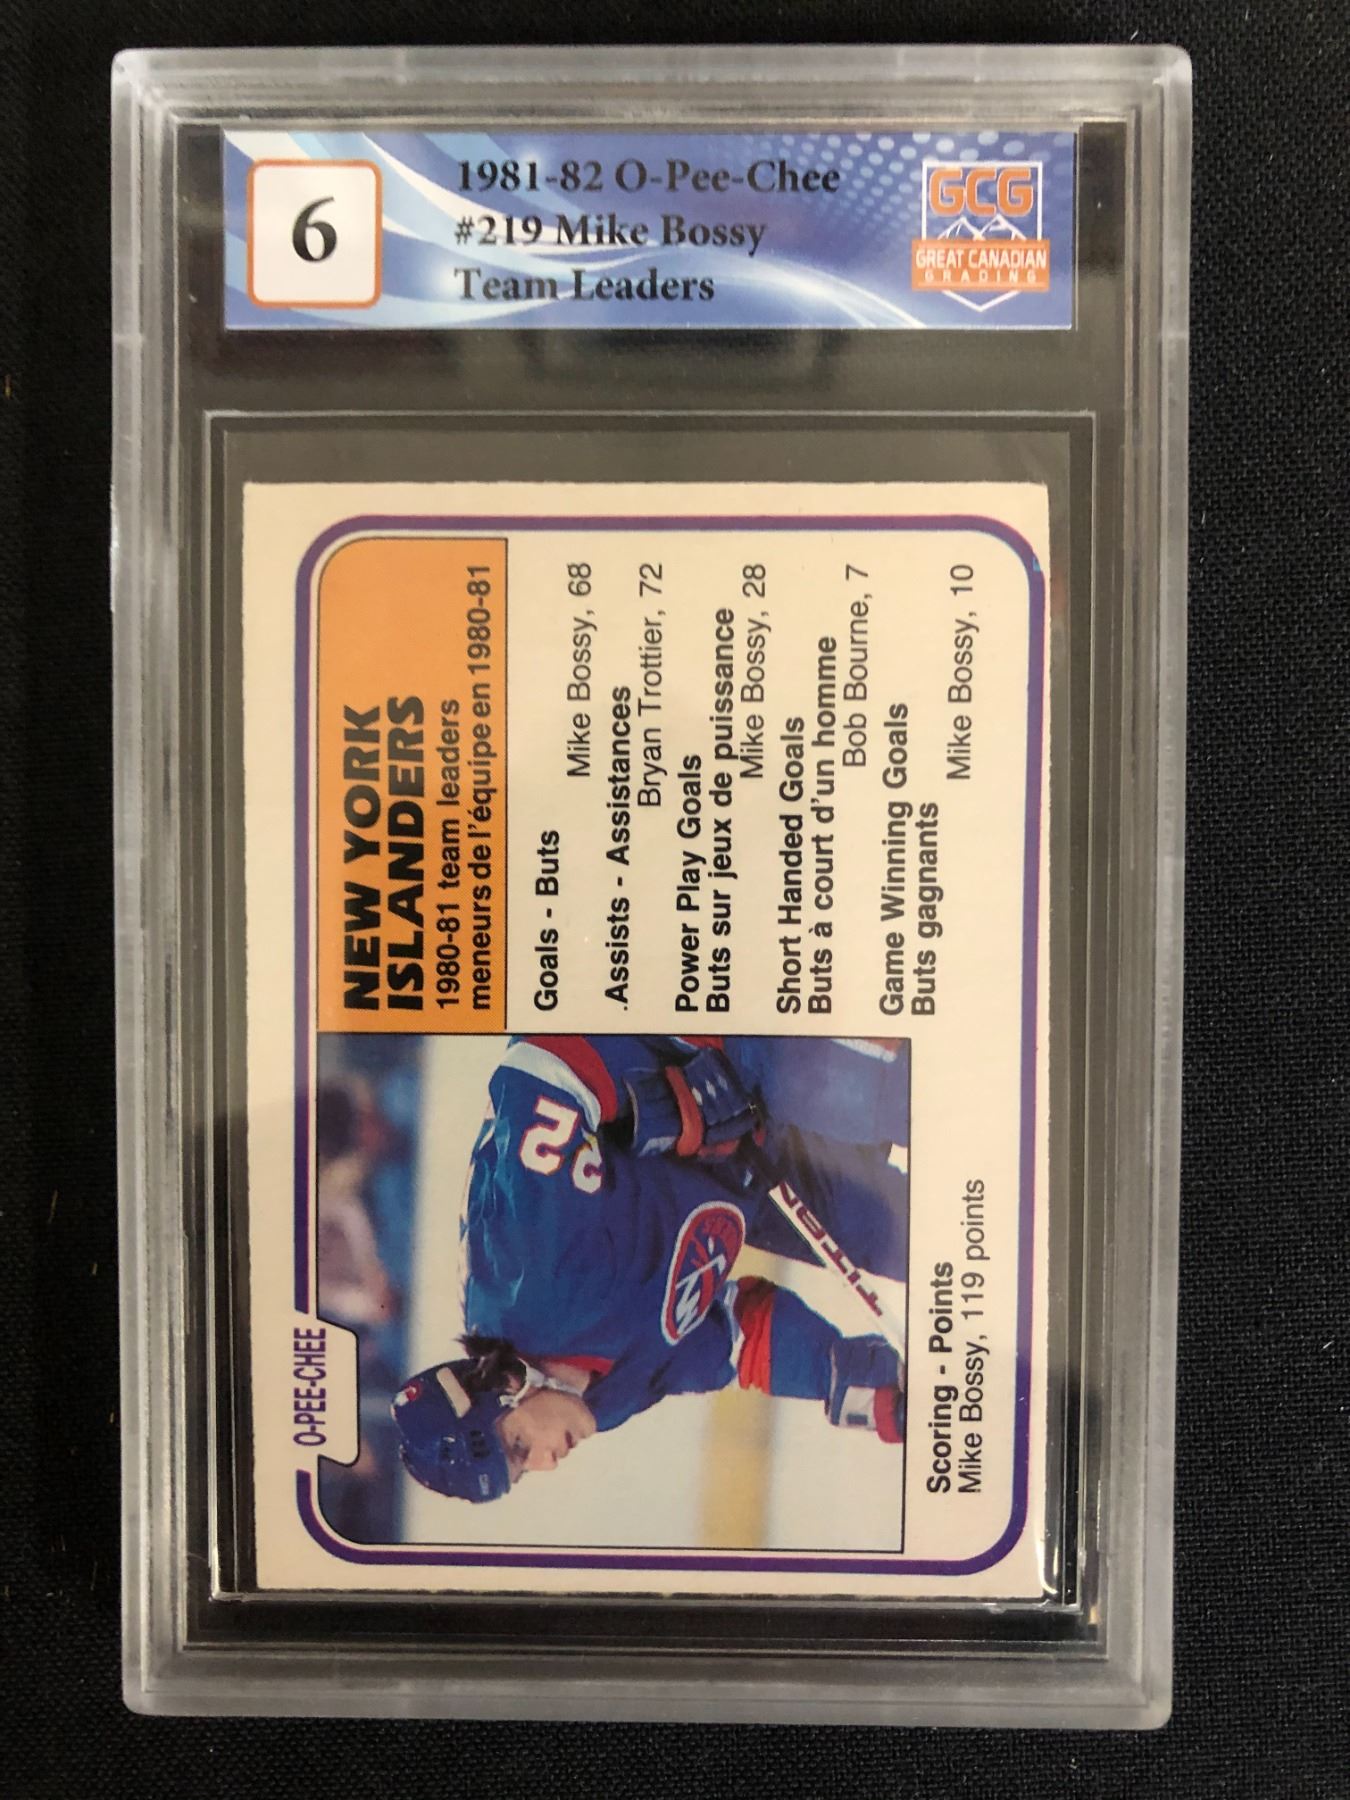 6
1981-82 O-Pee-Chee
#219 Mike Bossy
Team Leaders
GCG
GREAT CANADIAN
GRADING
O-PEE-CHEE
NEW YORK
ISLANDERS
1980-81 team leaders
meneurs de l'équipe en 1980-81
Goals - Buts
Mike Bossy, 68
.Assists - Assistances
Bryan Trottier, 72
Power Play Goals
Buts sur jeux de puissance
Mike Bossy, 28
Short Handed Goals
Buts à court d'un homme
Bob Bourne, 7
Game Winning Goals
Buts gagnants
Mike Bossy, 10
22
TITAN
Scoring - Points
Mike Bossy, 119 points